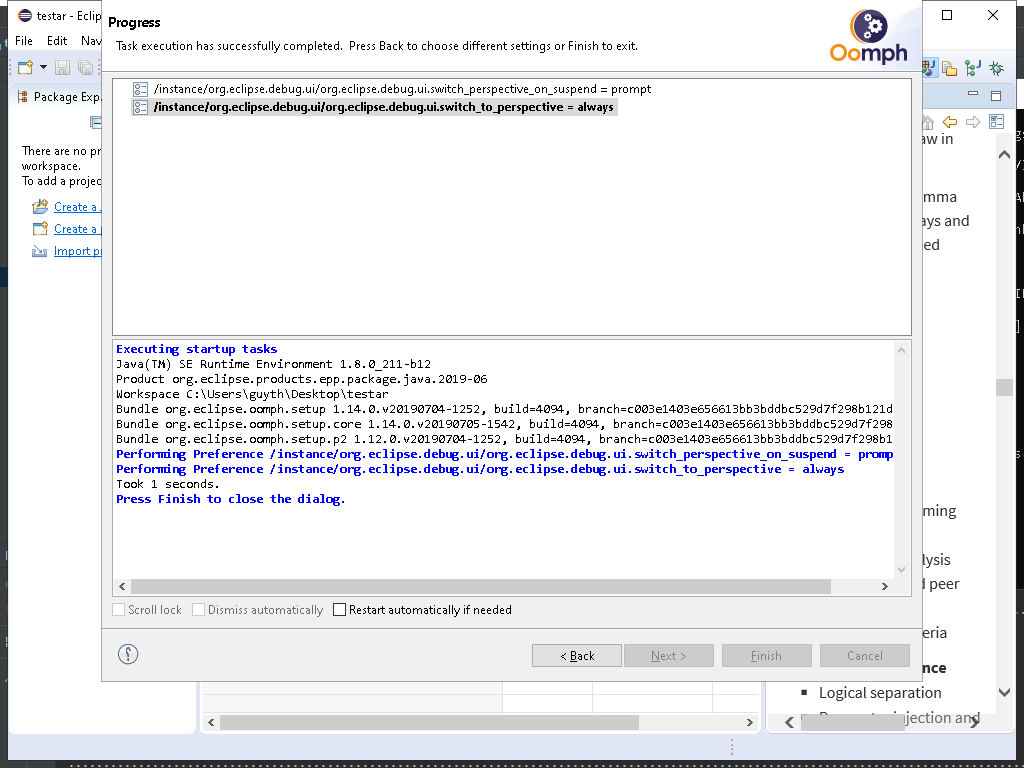 testar - Eclip
File Edit Nav
Package Exp
There are no pr
workspace.
To add a projec
Create a
Create a
Import p
Progress
Task execution has successfully completed. Press Back to choose different settings or Finish to exit.
Oomph
/instance/org.eclipse.debug.ui/org.eclipse.debug.ui.switch_perspective_on_suspend = prompt
/instance/org.eclipse.debug.ui/org.eclipse.debug.ui.switch_to_perspective = always
Executing startup tasks
Java(TM) SE Runtime Environment 1.8.0_211-b12
Product org.eclipse.products.epp.package.java.2019-06
Workspace C:\Users\guyth\Desktop\testar
Bundle org.eclipse.oomph.setup 1.14.0.v20190704-1252, build=4094, branch=c003e1403e656613bb3bddbc529d7f298b121d
Bundle org.eclipse.oomph.setup.core 1.14.0.v20190705-1542, build=4094, branch=c003e1403e656613bb3bddbc529d7f298
Bundle org.eclipse.oomph.setup.p2 1.12.0.v20190704-1252, build=4094, branch=c003e1403e656613bb3bddbc529d7f298b1
Performing Preference /instance/org.eclipse.debug.ui/org.eclipse.debug.ui.switch_perspective_on_suspend = promp
Performing Preference /instance/org.eclipse.debug.ui/org.eclipse.debug.ui.switch_to_perspective = always
Took 1 seconds.
Press Finish to close the dialog.
Scroll lock Dismiss automatically Restart automatically if needed
< Back Next > Finish Cancel
aw in
mma
ays and
ed
ming
lysis
d peer
eria
nce
Logical separation
injection and